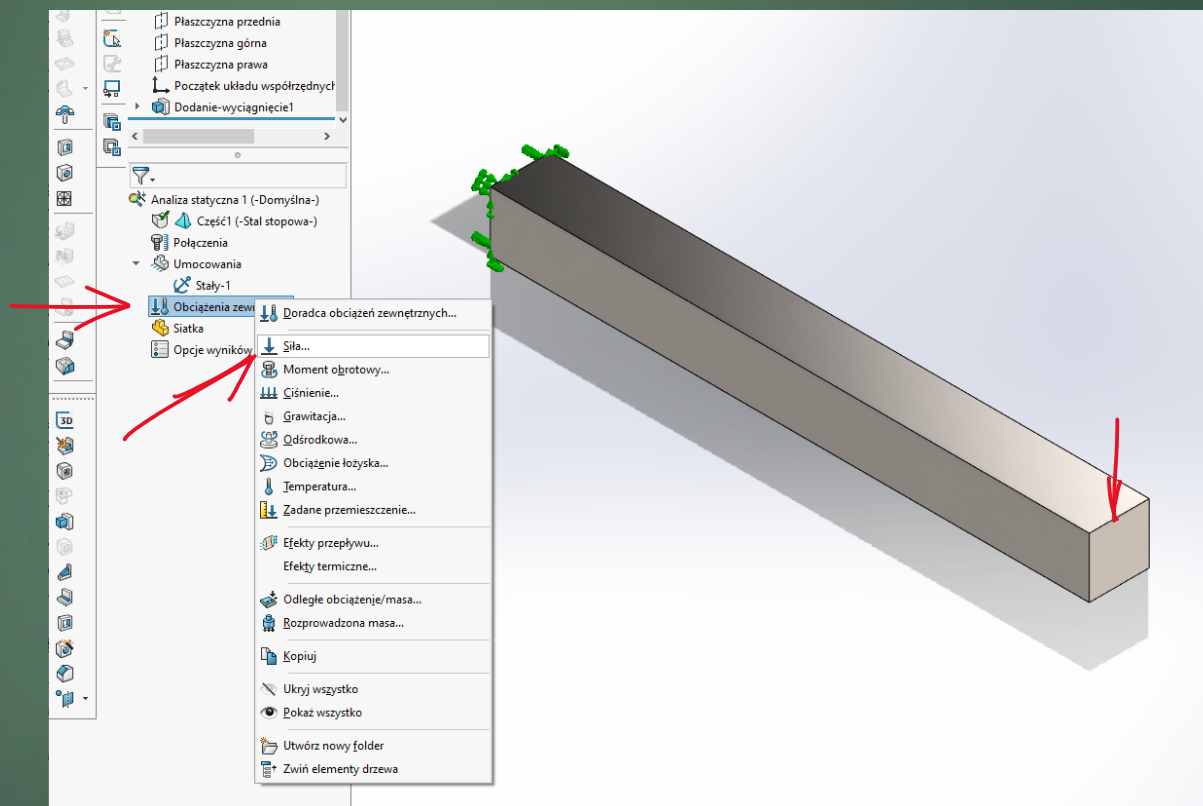 Płaszczyzna przednia
Płaszczyzna górna
Płaszczyzna prawa
Początek układu współrzędnych
Dodanie-wyciągnięcie1
Analiza statyczna 1 (-Domyślna-)
Część1 (-Stal stopowa-)
Połączenia
Umocowania
Stały-1
Obciążenia
Siatka
Opcje wyników
Doradca obciążeń zewnętrznych...
Siła...
Moment obrotowy...
Ciśnienie...
Grawitacja...
Odśrodkowa...
Obciążenie łożyska...
Temperatura...
Zadane przemieszczenie...
Efekty przepływu...
Efekty termiczne...
Odległe obciążenie/masa...
Rozprowadzona masa...
Kopiuj
Ukryj wszystko
Pokaż wszystko
Utwórz nowy folder
Zwiń elementy drzewa
3D